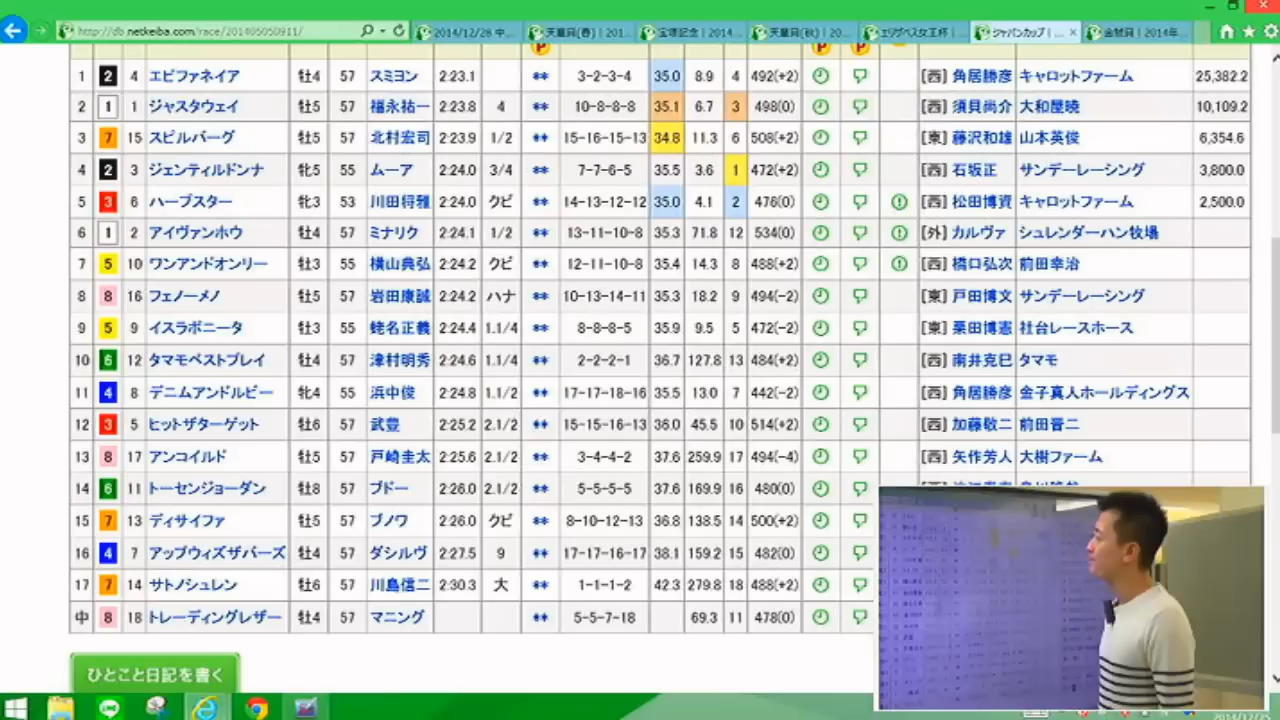 http://db.netkeiba.com/race/201405050911/
2014/12/28 中...
天皇賞(春)｜201...
宝塚記念｜2014...
天皇賞(秋)｜20...
エリザベス女王杯｜...
ジャパンカップ｜...
有馬記念｜2014年...
1 2 4 エピファネイア 牡4 57 スミヨン 2:23.1 ** 3-2-3-4 35.0 8.9 4 492(+2) [西] 角居勝彦 キャロットファーム 25,382.2
2 1 1 ジャスタウェイ 牡5 57 福永祐一 2:23.8 4 ** 10-8-8-8 35.1 6.7 3 498(0) [西] 須貝尚介 大和屋暁 10,109.2
3 7 15 スピルバーグ 牡5 57 北村宏司 2:23.9 1/2 ** 15-16-15-13 34.8 11.3 6 508(+2) [東] 藤沢和雄 山本英俊 6,354.6
4 2 3 ジェンティルドンナ 牝5 55 ムーア 2:24.0 3/4 ** 7-7-6-5 35.5 3.6 1 472(+2) [西] 石坂正 サンデーレーシング 3,800.0
5 3 6 ハープスター 牝3 53 川田将雅 2:24.0 クビ ** 14-13-12-12 35.0 4.1 2 476(0) [西] 松田博資 キャロットファーム 2,500.0
6 1 2 アイヴァンホウ 牡4 57 ミナリク 2:24.1 1/2 ** 13-11-10-8 35.3 71.8 12 534(0) [外] カルヴァ シュレンダーハン牧場
7 5 10 ワンアンドオンリー 牡3 55 横山典弘 2:24.2 クビ ** 12-11-10-8 35.4 14.3 8 488(+2) [西] 橋口弘次 前田幸治
8 8 16 フェノーメノ 牡5 57 岩田康誠 2:24.2 ハナ ** 10-13-14-11 35.3 18.2 9 494(-2) [東] 戸田博文 サンデーレーシング
9 5 9 イスラボニータ 牡3 55 蛯名正義 2:24.4 1.1/4 ** 8-8-8-5 35.9 9.5 5 472(-2) [東] 栗田博憲 社台レースホース
10 6 12 タマモベストプレイ 牡4 57 津村明秀 2:24.6 1.1/4 ** 2-2-2-1 36.7 127.8 13 484(+2) [西] 南井克巳 タマモ
11 4 8 デニムアンドルビー 牝4 55 浜中俊 2:24.8 1.1/2 ** 17-17-18-16 35.5 13.0 7 442(-2) [西] 角居勝彦 金子真人ホールディングス
12 3 5 ヒットザターゲット 牡6 57 武豊 2:25.2 2.1/2 ** 15-15-16-13 36.0 45.5 10 514(+2) [西] 加藤敬二 前田晋二
13 8 17 アンコイルド 牡5 57 戸崎圭太 2:25.6 2.1/2 ** 3-4-4-2 37.6 259.9 17 494(-4) [西] 矢作芳人 大樹ファーム
14 6 11 トーセンジョーダン 牡8 57 ブドー 2:26.0 2.1/2 ** 5-5-5-5 37.6 169.9 16 480(0)
15 7 13 ディサイファ 牡5 57 ブノワ 2:26.0 クビ ** 8-10-12-13 36.8 138.5 14 500(+2)
16 4 7 アップウィズザバーズ 牡4 57 ダシルヴ 2:27.5 9 ** 17-17-16-17 38.1 159.2 15 482(0)
17 7 14 サトノシュレン 牡6 57 川島信二 2:30.3 大 ** 1-1-1-2 42.3 279.8 18 488(+2)
中 8 18 トレーディングレザー 牡4 57 マニング ** 5-5-7-18 69.3 11 478(0)
ひとこと日記を書く